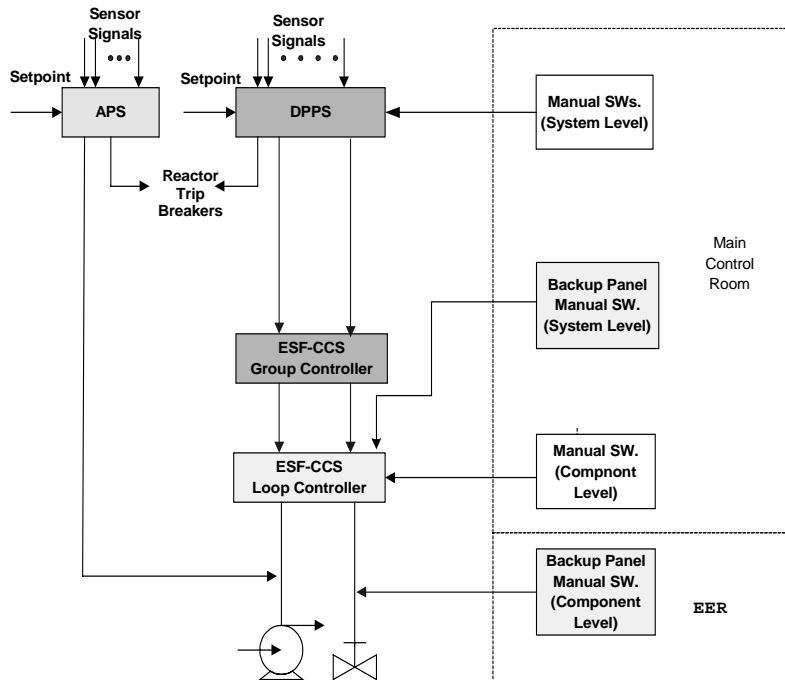 Sensor
Signals
Sensor
Signals
Setpoint
Setpoint
APS
DPPS
Manual SWs.
(System Level)
Reactor
Trip
Breakers
Main
Control
Room
Backup Panel
Manual SW.
(System Level)
ESF-CCS
Group Controller
ESF-CCS
Loop Controller
Manual SW.
(Compnont
Level)
Backup Panel
Manual SW.
(Component
Level)
EER